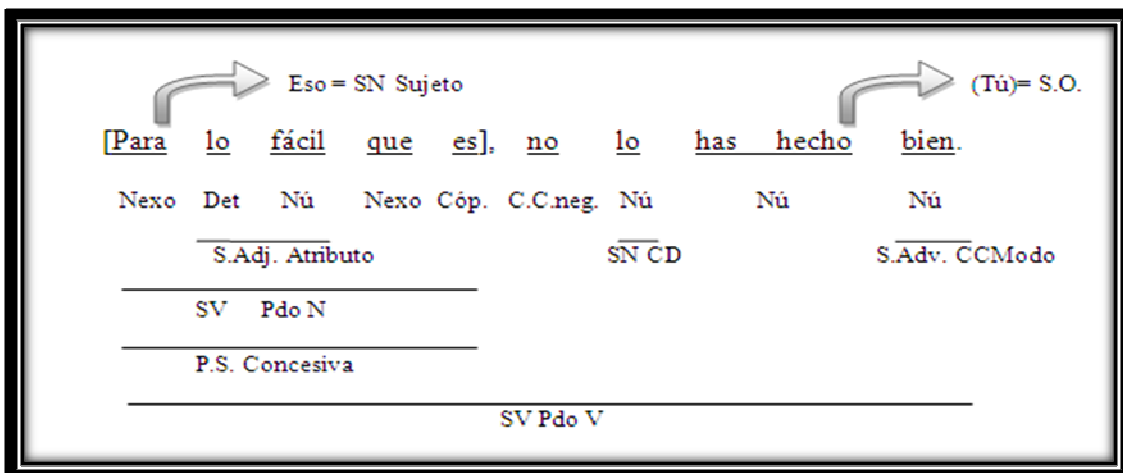 Eso = SN Sujeto (Tú)= S.O.
[Para lo fácil que es], no lo has hecho bien.
Nexo Det Nú Nexo Cóp. C.C.neg. Nú Nú Nú
S.Adj. Atributo SN CD S.Adv. CCModo
SV Pdo N
P.S. Concesiva
SV Pdo V